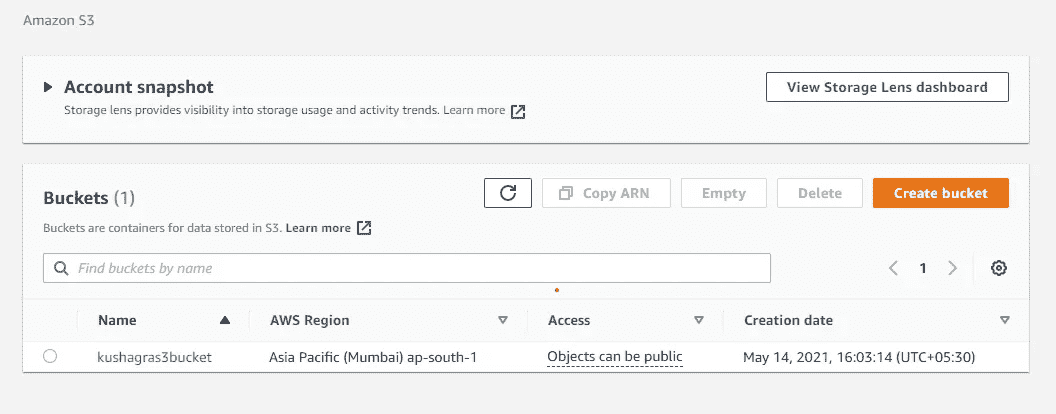 Amazon S3
Account snapshot
View Storage Lens dashboard
Storage lens provides visibility into storage usage and activity trends. Learn more
Buckets (1)
Copy ARN
Empty
Delete
Create bucket
Buckets are containers for data stored in S3. Learn more
Find buckets by name
1
Name AWS Region Access Creation date
kushagras3bucket Asia Pacific (Mumbai) ap-south-1 Objects can be public May 14, 2021, 16:03:14 (UTC+05:30)